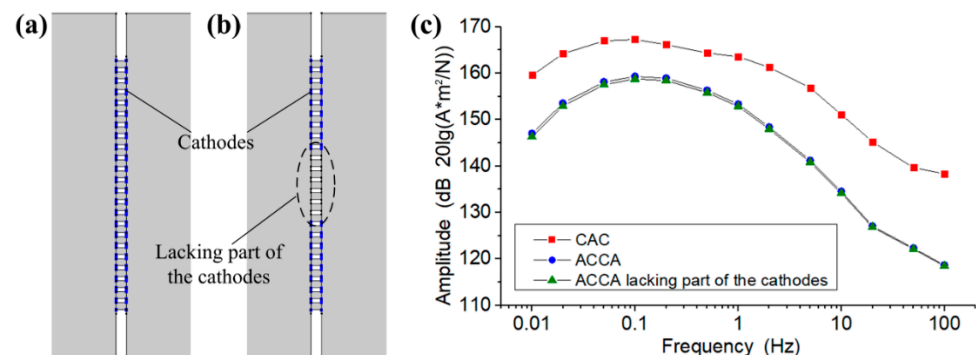 (a)
(b)
Cathodes
Lacking part of
the cathodes
(c)
Amplitude (dB 20lg(A*m²/N))
170
160
150
140
130
120
110
CAC
ACCA
ACCA lacking part of the cathodes
0.01
0.1
1
10
100
Frequency (Hz)